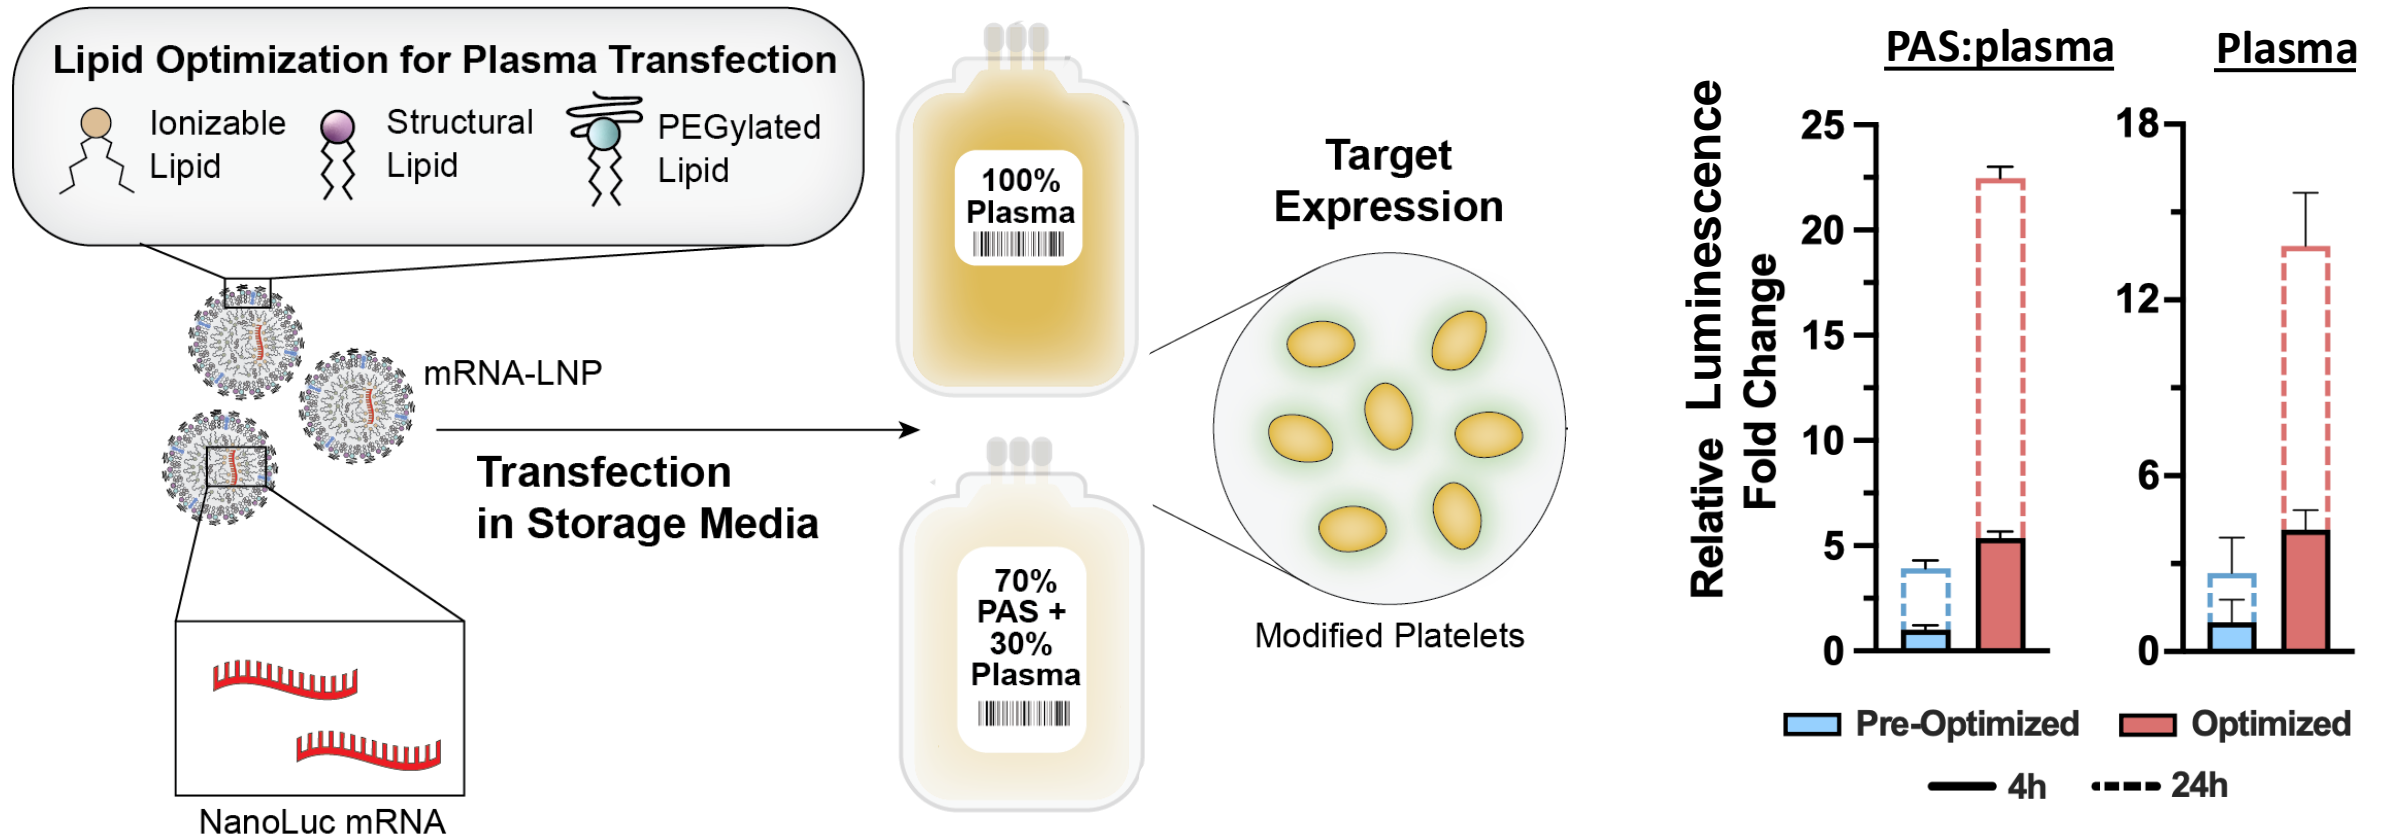 Lipid Optimization for Plasma Transfection
Ionizable
Lipid
Structural
Lipid
PEGylated
Lipid
mRNA-LNP
Transfection
in Storage Media
NanoLuc mRNA
100%
Plasma
70%
PAS +
30%
Plasma
Target
Expression
Modified Platelets
PAS:plasma
Plasma
Relative Luminescence
Fold Change
25
20
15
10
5
0
18
12
6
0
Pre-Optimized
Optimized
4h
24h